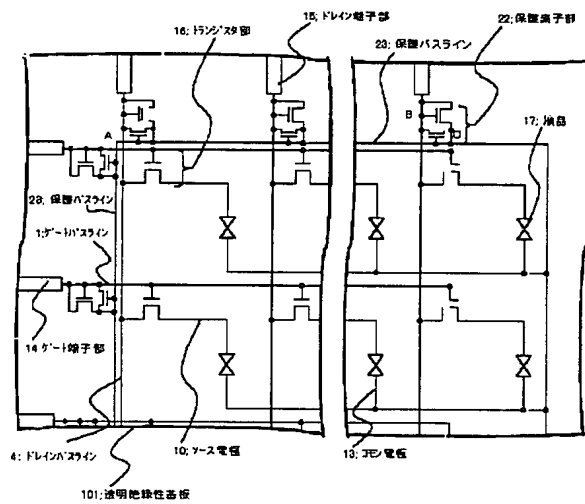 15; ドレイン端子部
16; トランジスタ部
22; 保護素子部
23; 保護バスライン
17; 液晶
A
B
23; 保護バスライン
1; ゲートバスライン
14 ゲート端子部
4; ドレインバスライン
10; ソース電極
13; コモン電極
101; 透明絶縁性基板